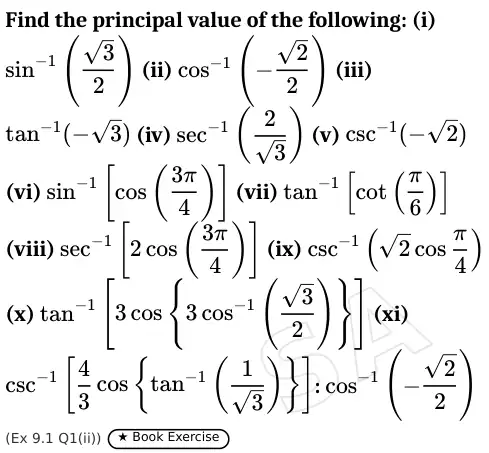 Find the principal value of the following: (i)
sin⁻¹ (√3/2) (ii) cos⁻¹ (−√2/2) (iii)
tan⁻¹(−√3) (iv) sec⁻¹ (2/√3) (v) csc⁻¹(−√2)
(vi) sin⁻¹ [cos (3π/4)] (vii) tan⁻¹ [cot (π/6)]
(viii) sec⁻¹ [2 cos (3π/4)] (ix) csc⁻¹ (√2 cos π/4)
(x) tan⁻¹ [3 cos {3 cos⁻¹ (√3/2)}] (xi)
csc⁻¹ [4/3 cos {tan⁻¹ (1/√3)}]: cos⁻¹ (−√2/2)
(Ex 9.1 Q1(ii)) ★ Book Exercise
SA